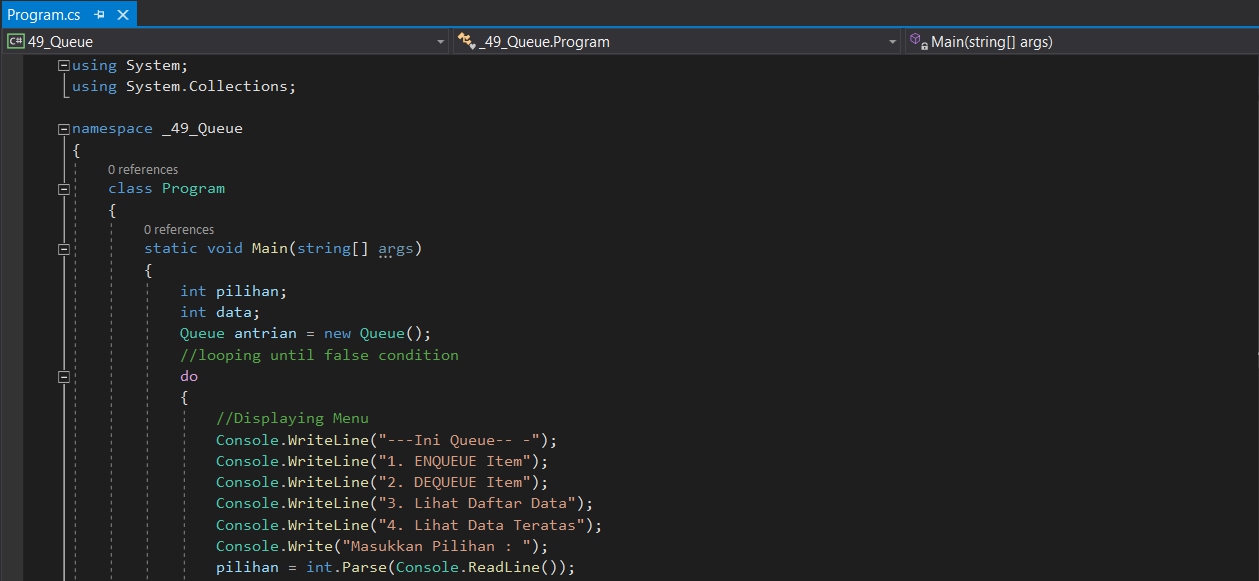 Program.cs
C# 49_Queue
_49_Queue.Program
Main(string[] args)
using System;
using System.Collections;
namespace _49_Queue
{
0 references
class Program
{
0 references
static void Main(string[] args)
{
int pilihan;
int data;
Queue antrian = new Queue();
//looping until false condition
do
{
//Displaying Menu
Console.WriteLine("---Ini Queue-- -");
Console.WriteLine("1. ENQUEUE Item");
Console.WriteLine("2. DEQUEUE Item");
Console.WriteLine("3. Lihat Daftar Data");
Console.WriteLine("4. Lihat Data Teratas");
Console.Write("Masukkan Pilihan : ");
pilihan = int.Parse(Console.ReadLine());